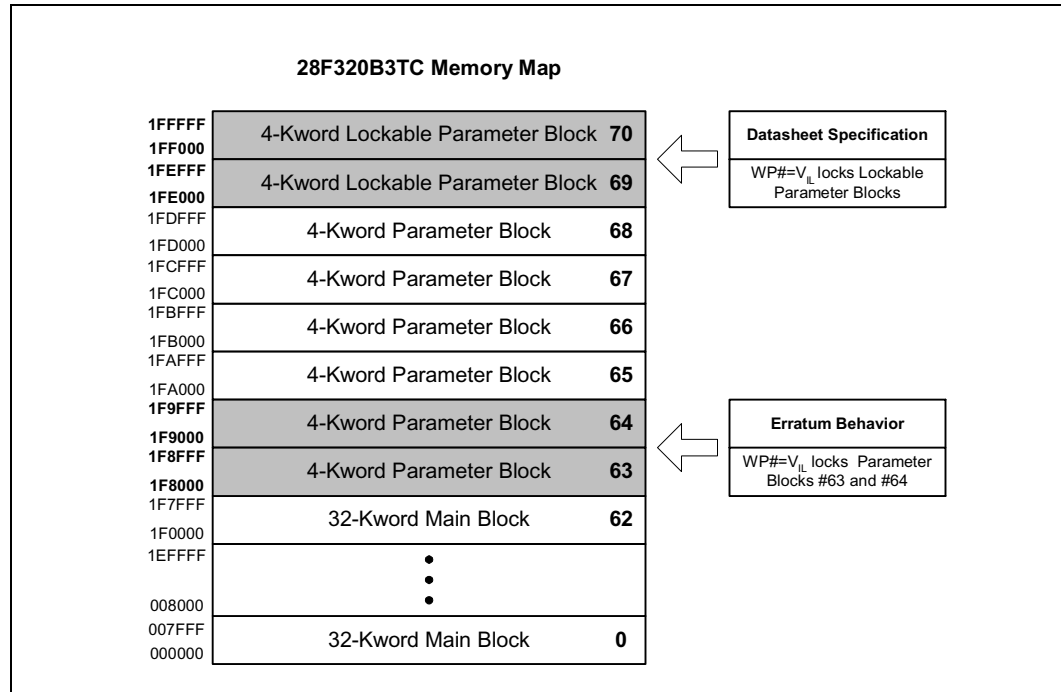 28F320B3TC Memory Map
1FFFFF
1FF000
4-Kword Lockable Parameter Block 70
1FEFFF
1FE000
4-Kword Lockable Parameter Block 69
1FDFFF
1FD000
4-Kword Parameter Block 68
1FCFFF
1FC000
4-Kword Parameter Block 67
1FBFFF
1FB000
4-Kword Parameter Block 66
1FAFFF
1FA000
4-Kword Parameter Block 65
1F9FFF
1F9000
4-Kword Parameter Block 64
1F8FFF
1F8000
4-Kword Parameter Block 63
1F7FFF
1F0000
32-Kword Main Block 62
1EFFFF
008000
007FFF
000000
32-Kword Main Block 0
Datasheet Specification
WP#=VIL locks Lockable
Parameter Blocks
Erratum Behavior
WP#=VIL locks Parameter
Blocks #63 and #64